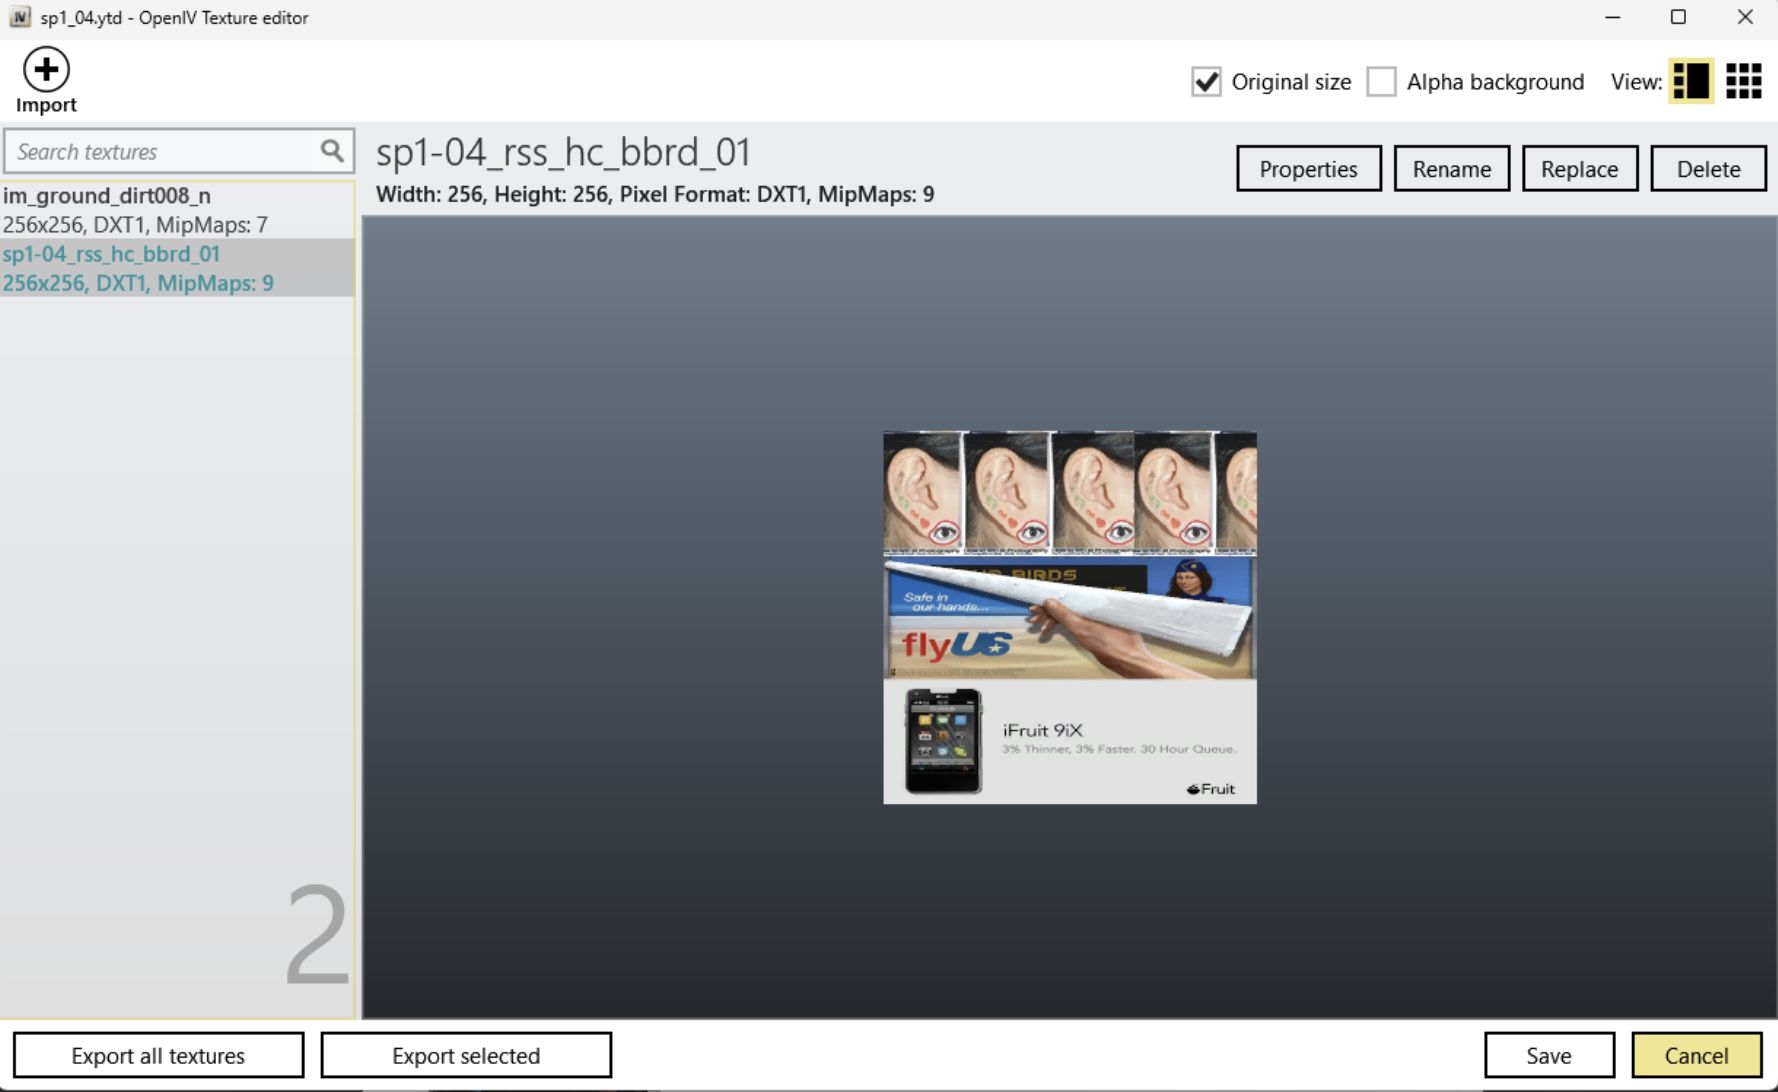 sp1_04.ytd - OpenIV Texture editor
Import
Original size
Alpha background
View:
Search textures
im_ground_dirt008_n
256x256, DXT1, MipMaps: 7
sp1-04_rss_hc_bbrd_01
256x256, DXT1, MipMaps: 9
2
sp1-04_rss_hc_bbrd_01
Width: 256, Height: 256, Pixel Format: DXT1, MipMaps: 9
Properties
Rename
Replace
Delete
BIRDS
Safe in
our hands...
flyUS
iFruit 9iX
3% Thinner, 3% Faster, 30 Hour Queue.
Fruit
Export all textures
Export selected
Save
Cancel